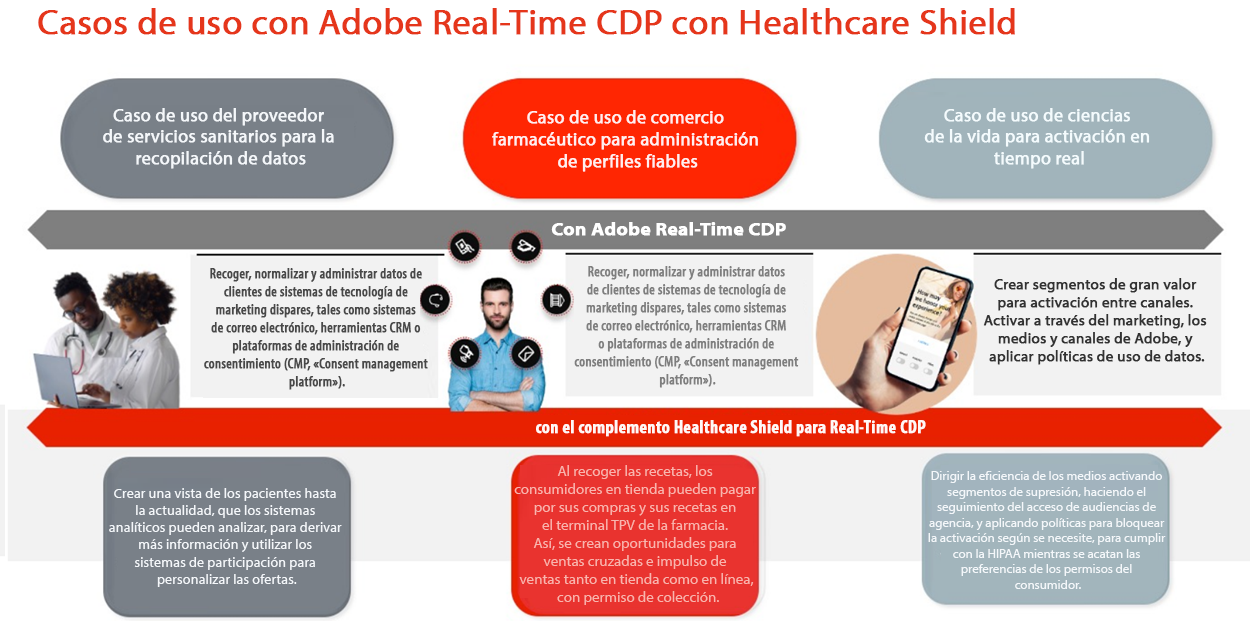 Casos de uso con Adobe Real-Time CDP con Healthcare Shield
Caso de uso del proveedor
de servicios sanitarios para la
recopilación de datos
Caso de uso de comercio
farmacéutico para administración
de perfiles fiables
Caso de uso de ciencias
de la vida para activación en
tiempo real
Con Adobe Real-Time CDP
Recoger, normalizar y administrar datos de
clientes de sistemas de tecnología de
marketing dispares, tales como sistemas
de correo electrónico, herramientas CRM o
plataformas de administración de
consentimiento (CMP, «Consent management
platform»).
Recoger, normalizar y administrar datos
de clientes de sistemas de tecnología de
marketing dispares, tales como sistemas
de correo electrónico, herramientas CRM
o plataformas de administración de
consentimiento (CMP, «Consent management
platform»).
How may
we hance your
experience?
Crear segmentos de gran valor
para activación entre canales.
Activar a través del marketing, los
medios y canales de Adobe, y
aplicar políticas de uso de datos.
con el complemento Healthcare Shield para Real-Time CDP
Crear una vista de los pacientes hasta
la actualidad, que los sistemas
analíticos pueden analizar, para derivar
más información y utilizar los
sistemas de participación para
personalizar las ofertas.
Al recoger las recetas, los
consumidores en tienda pueden pagar
por sus compras y sus recetas en
el terminal TPV de la farmacia.
Así, se crean oportunidades para
ventas cruzadas e impulso de
ventas tanto en tienda como en línea,
con permiso de colección.
Dirigir la eficiencia de los medios activando
segmentos de supresión, haciendo el
seguimiento del acceso de audiencias de
agencia, y aplicando políticas para bloquear
la activación según se necesite, para cumplir
con la HIPAA mientras se acatan las
preferencias de los permisos del
consumidor.